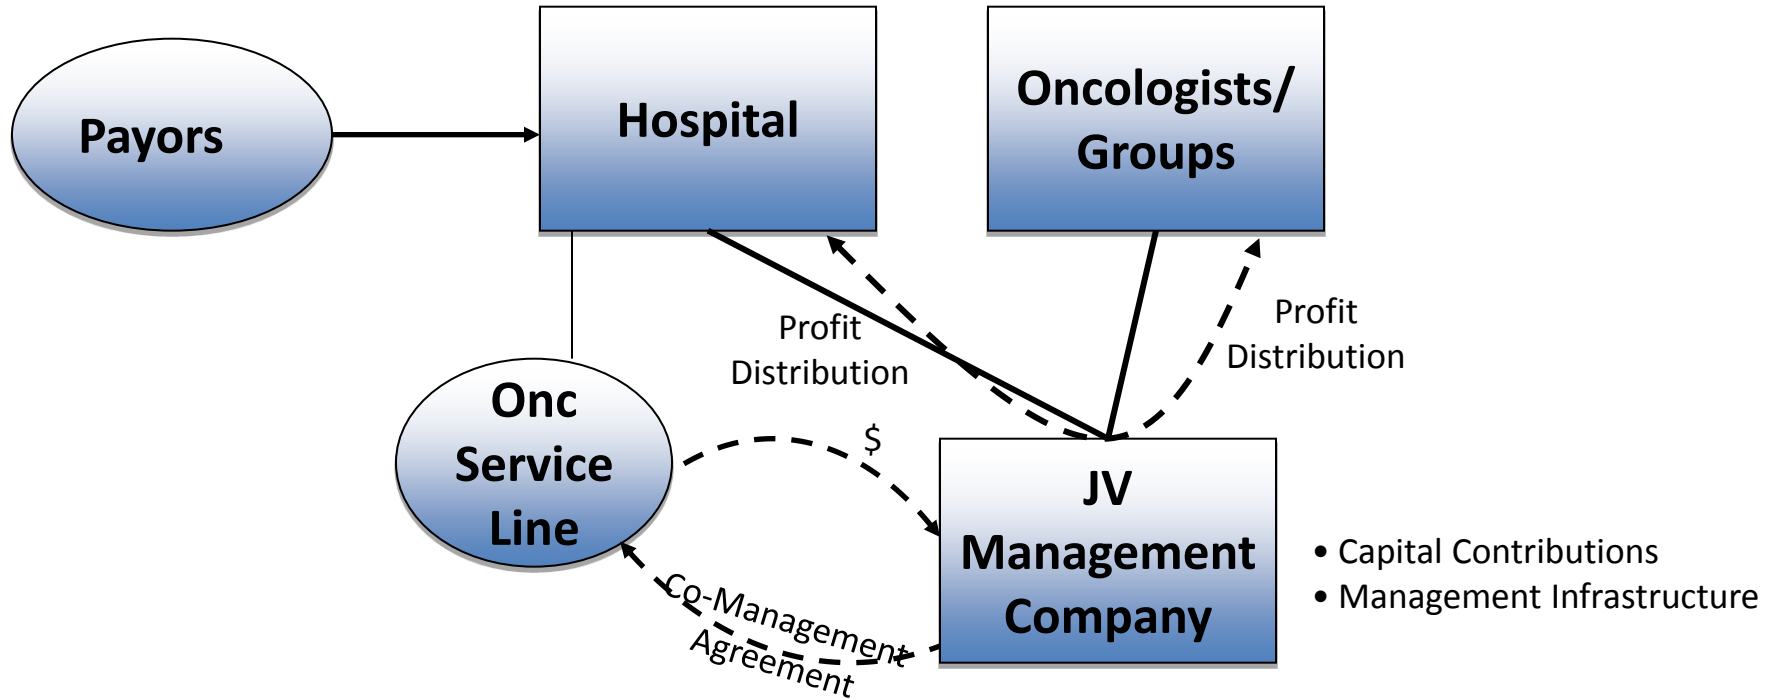 Payors
Hospital
Oncologists/
Groups
Profit
Distribution
Profit
Distribution
Onc
Service
Line
$
JV
Management
Company
• Capital Contributions
• Management Infrastructure
Co-Management
Agreement